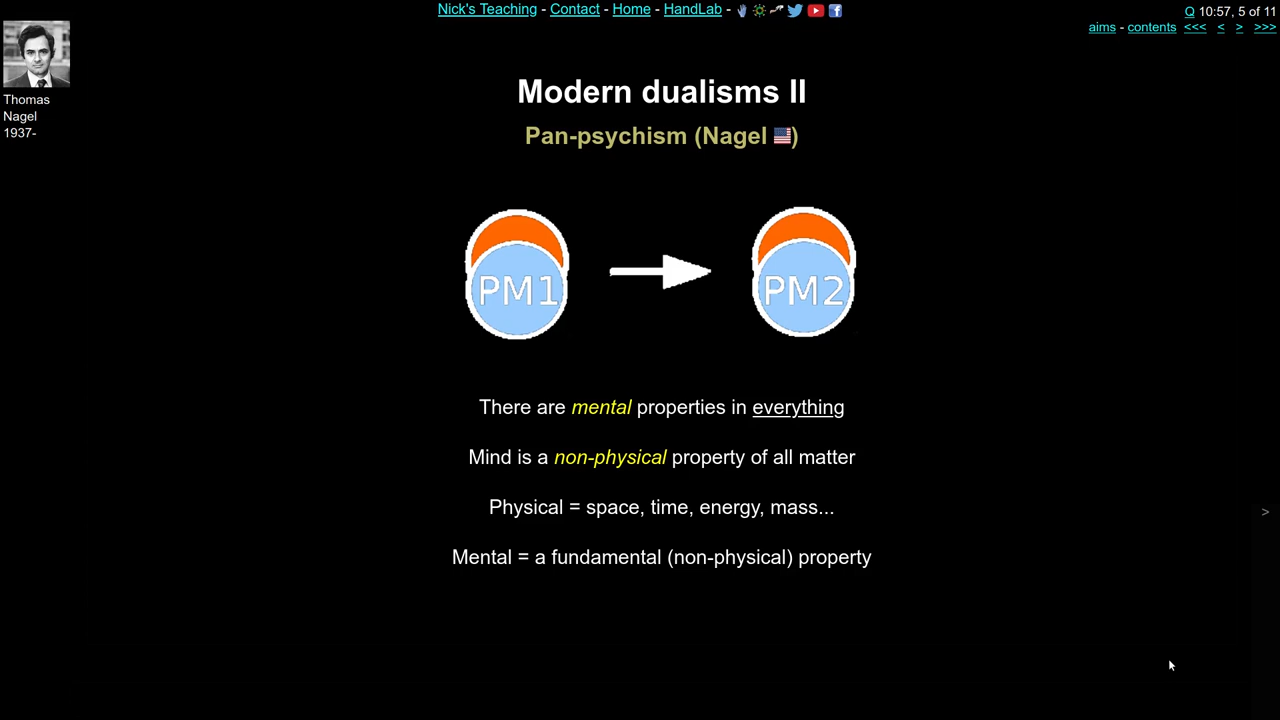 Nick's Teaching - Contact - Home - HandLab -
Q 10:57, 5 of 11
aims - contents <<< < > >>>
Thomas
Nagel
1937-
Modern dualisms II
Pan-psychism (Nagel 🇺🇸)
PM1
PM2
There are mental properties in everything
Mind is a non-physical property of all matter
Physical = space, time, energy, mass...
Mental = a fundamental (non-physical) property
>